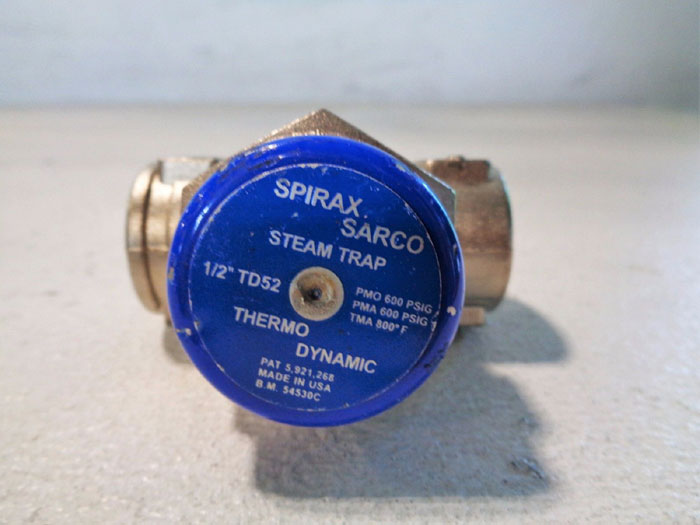 SPIRAX
SARCO
STEAM TRAP
1/2" TD52
PMO 600 PSIG
PMA 600 PSIG
TMA 800° F
THERMO
DYNAMIC
PAT 5,921,268
MADE IN USA
B.M. 54530C